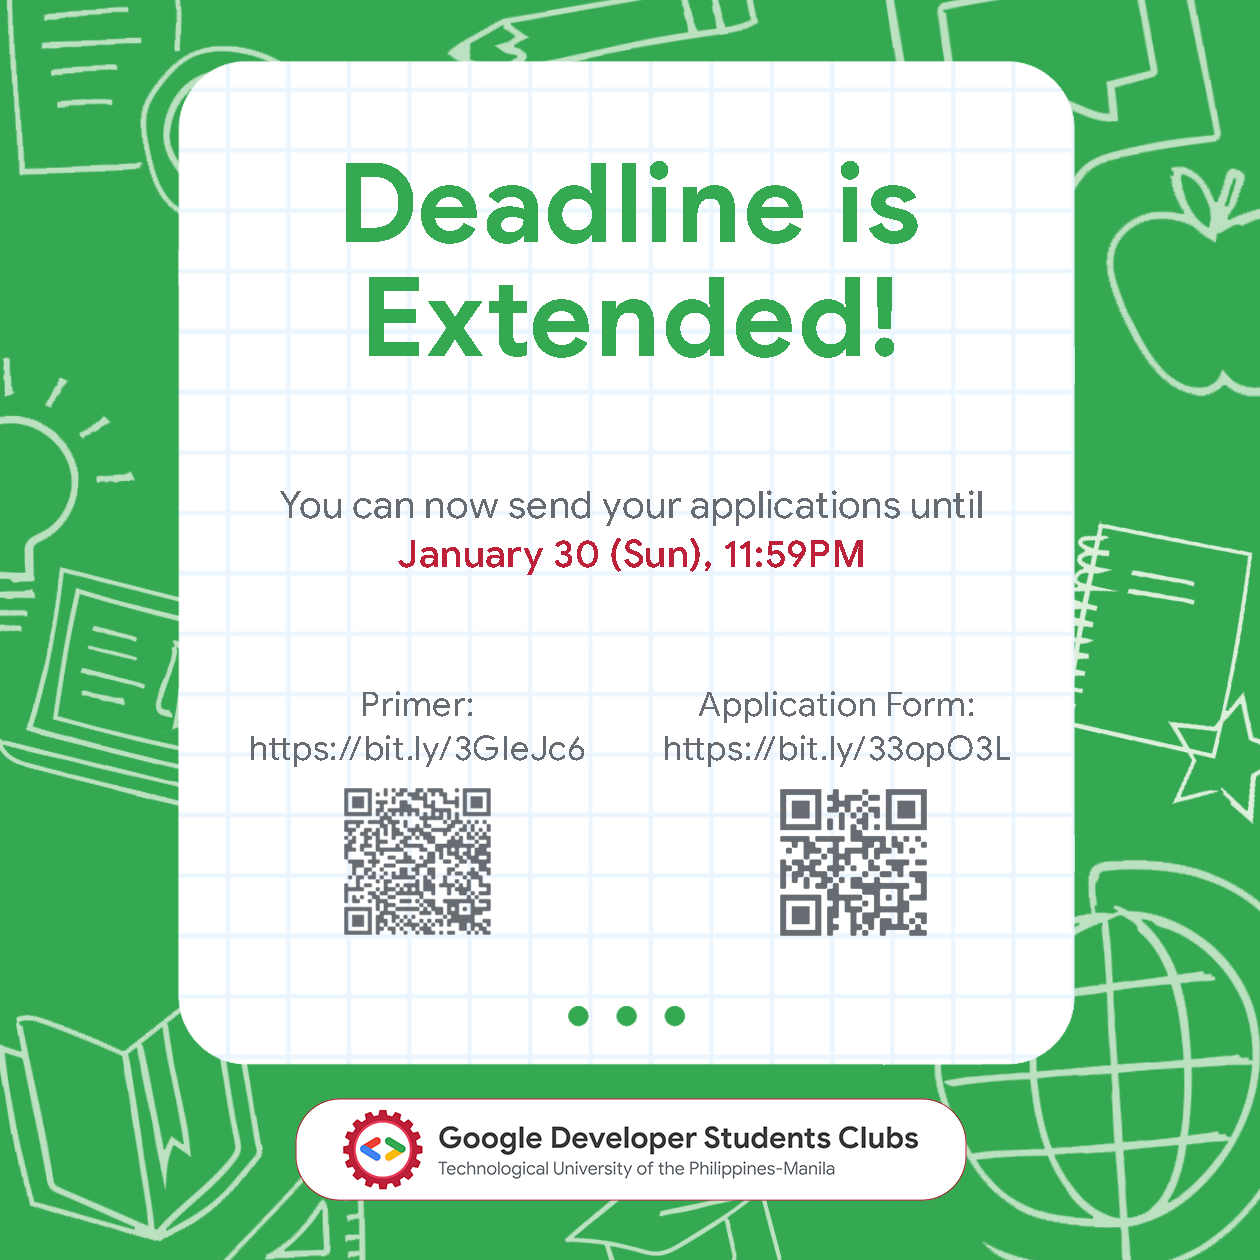 Deadline is
Extended!
You can now send your applications until
January 30 (Sun), 11:59PM
Primer:
https://bit.ly/3GIeJc6
Application Form:
https://bit.ly/33opO3L
Google Developer Students Clubs
Technological University of the Philippines-Manila